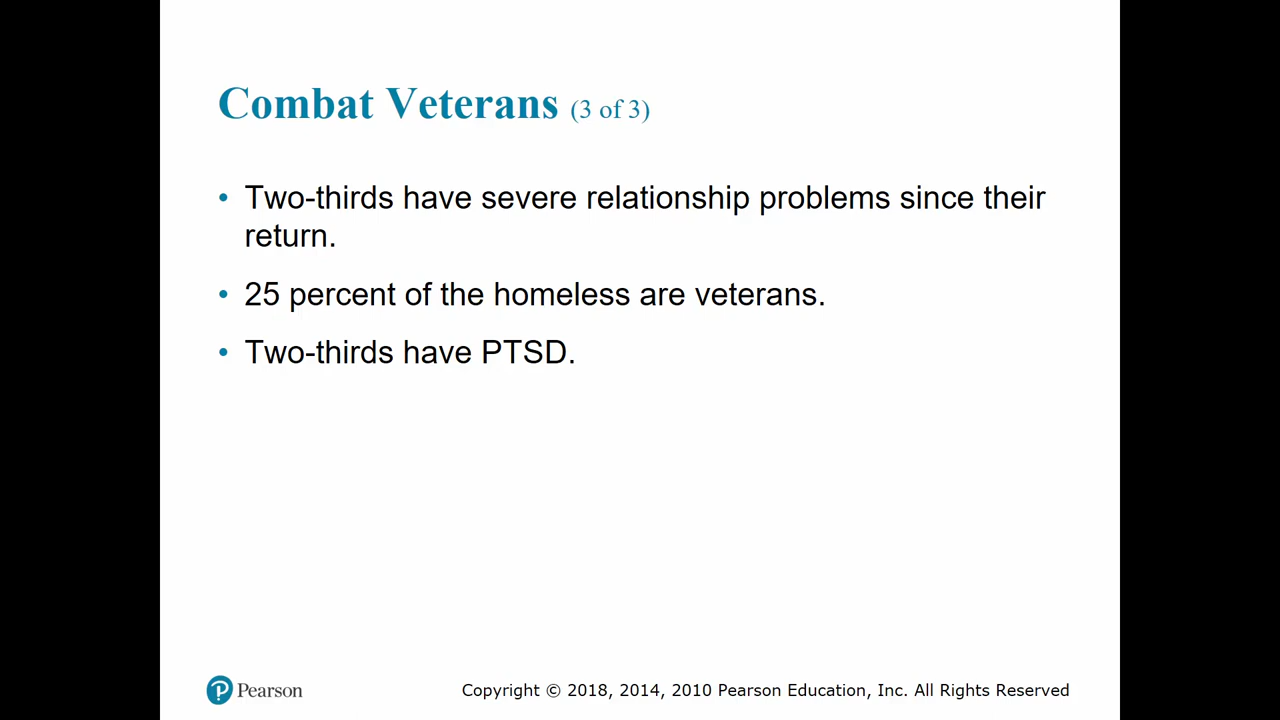 Combat Veterans (3 of 3)
• Two-thirds have severe relationship problems since their
return.
• 25 percent of the homeless are veterans.
• Two-thirds have PTSD.
Pearson
Copyright © 2018, 2014, 2010 Pearson Education, Inc. All Rights Reserved